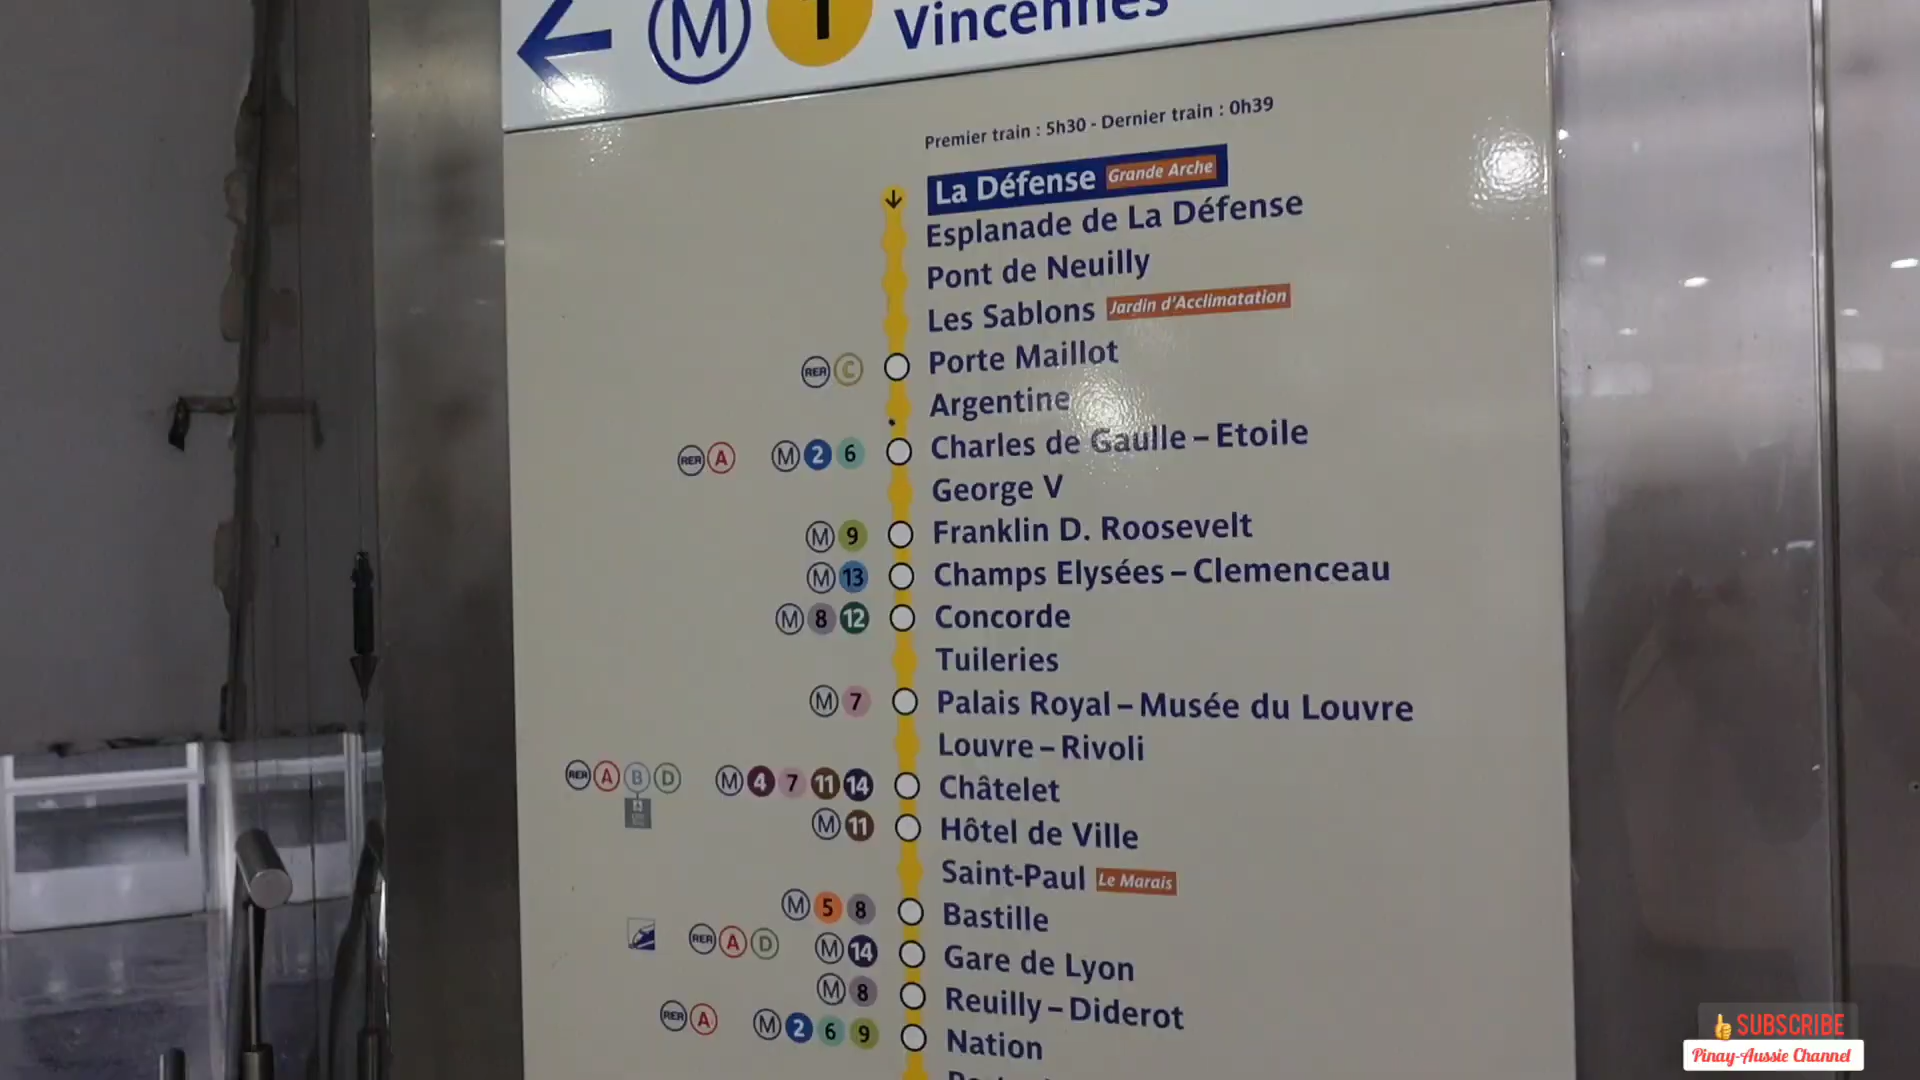 M 1 Vincennes
Premier train : 5h30 - Dernier train : 0h39
La Défense Grande Arche
Esplanade de La Défense
Pont de Neuilly
Les Sablons Jardin d'Acclimatation
RER C Porte Maillot
Argentine
RER A M 2 6 Charles de Gaulle – Etoile
George V
M 9 Franklin D. Roosevelt
M 13 Champs Elysées – Clemenceau
M 8 12 Concorde
Tuileries
M 7 Palais Royal – Musée du Louvre
Louvre – Rivoli
RER A B D M 4 7 11 14 Châtelet
M 11 Hôtel de Ville
Saint-Paul Le Marais
M 5 8 Bastille
RER A D M 14 Gare de Lyon
M 8 Reuilly – Diderot
RER A M 2 6 9 Nation
SUBSCRIBE
Pinay-Aussie Channel